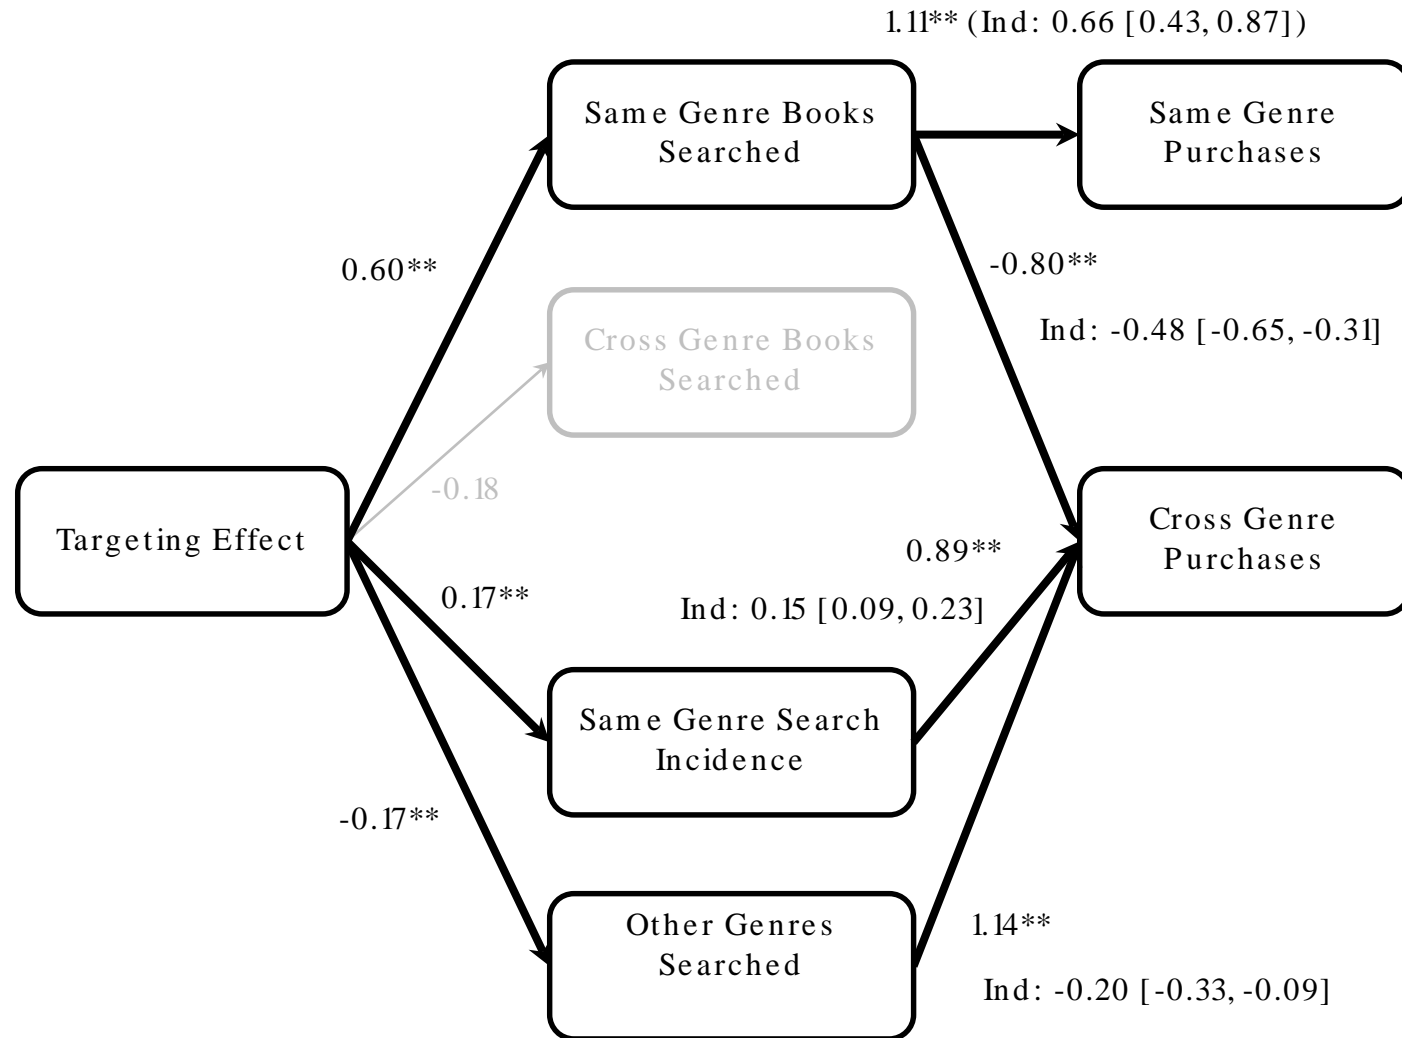 1.11** (Ind: 0.66 [0.43, 0.87])
Same Genre Books
Searched
Same Genre
Purchases
0.60**
-0.80**
Ind: -0.48 [-0.65, -0.31]
Cross Genre Books
Searched
-0.18
Targeting Effect
Cross Genre
Purchases
0.89**
0.17**
Ind: 0.15 [0.09, 0.23]
Same Genre Search
Incidence
-0.17**
Other Genres
Searched
1.14**
Ind: -0.20 [-0.33, -0.09]